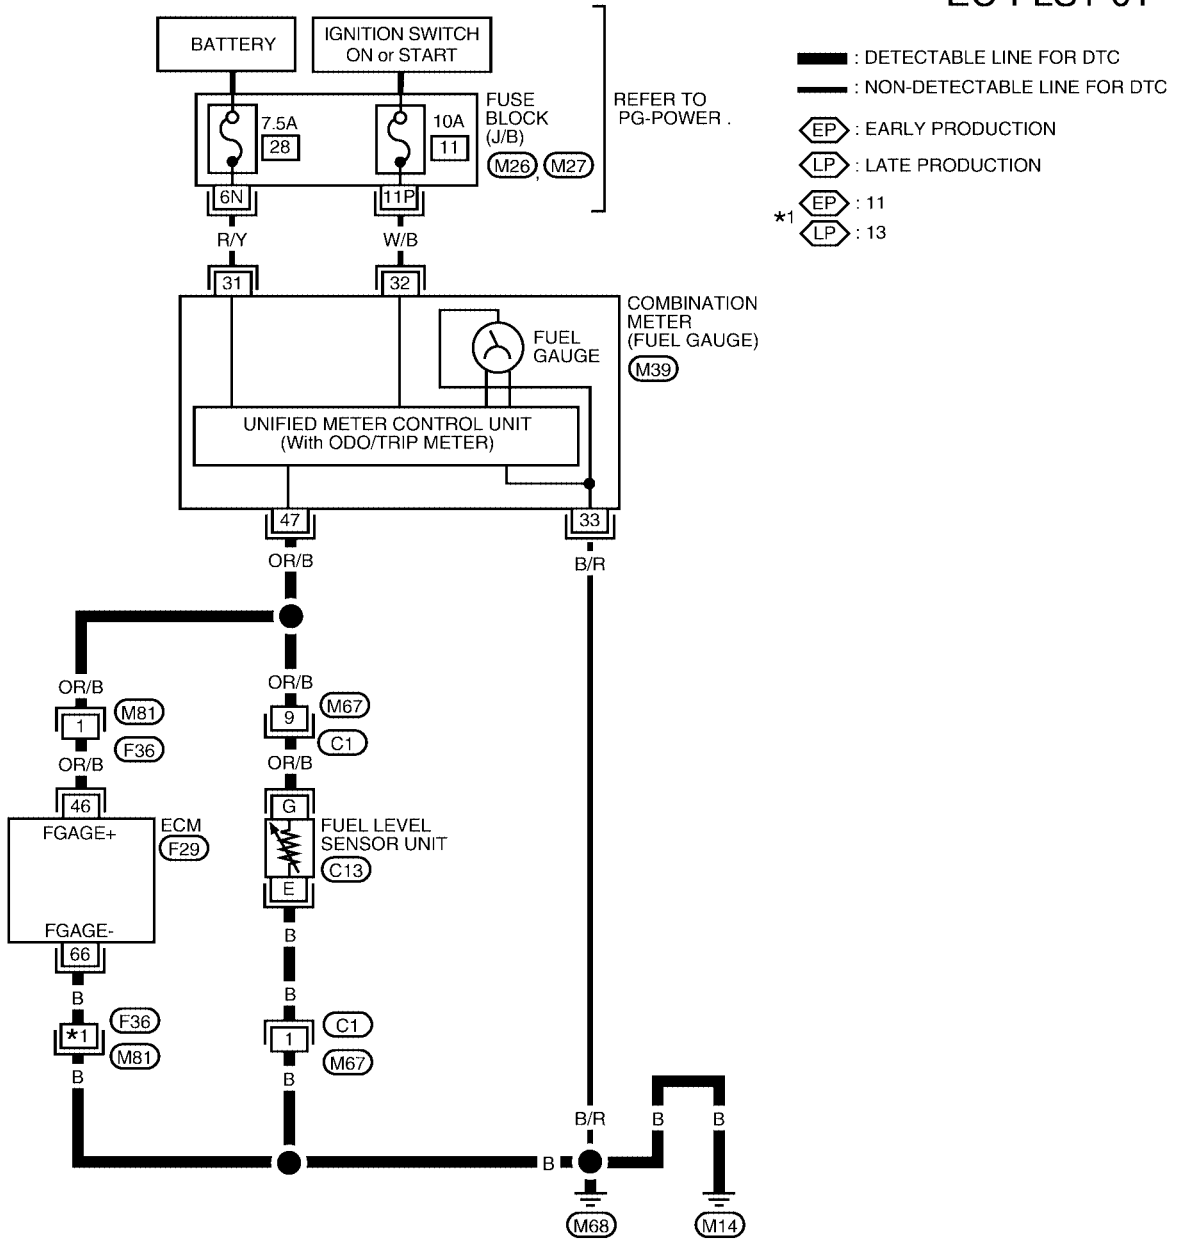 BATTERY
IGNITION SWITCH
ON or START
: DETECTABLE LINE FOR DTC
: NON-DETECTABLE LINE FOR DTC
EP : EARLY PRODUCTION
LP : LATE PRODUCTION
*1 EP : 11
LP : 13
7.5A
28
10A
11
FUSE
BLOCK
(J/B)
M26 , M27
REFER TO
PG-POWER .
6N
11P
R/Y
W/B
31
32
COMBINATION
METER
(FUEL GAUGE)
M39
FUEL
GAUGE
UNIFIED METER CONTROL UNIT
(With ODO/TRIP METER)
47
33
OR/B
B/R
OR/B
OR/B
1
M81
F36
9
M67
C1
OR/B
OR/B
46
FGAGE+
ECM
F29
FGAGE-
66
G
FUEL LEVEL
SENSOR UNIT
C13
E
B
B
B
*1
F36
M81
1
C1
M67
B
B
B/R
B
B
B
M68
M14